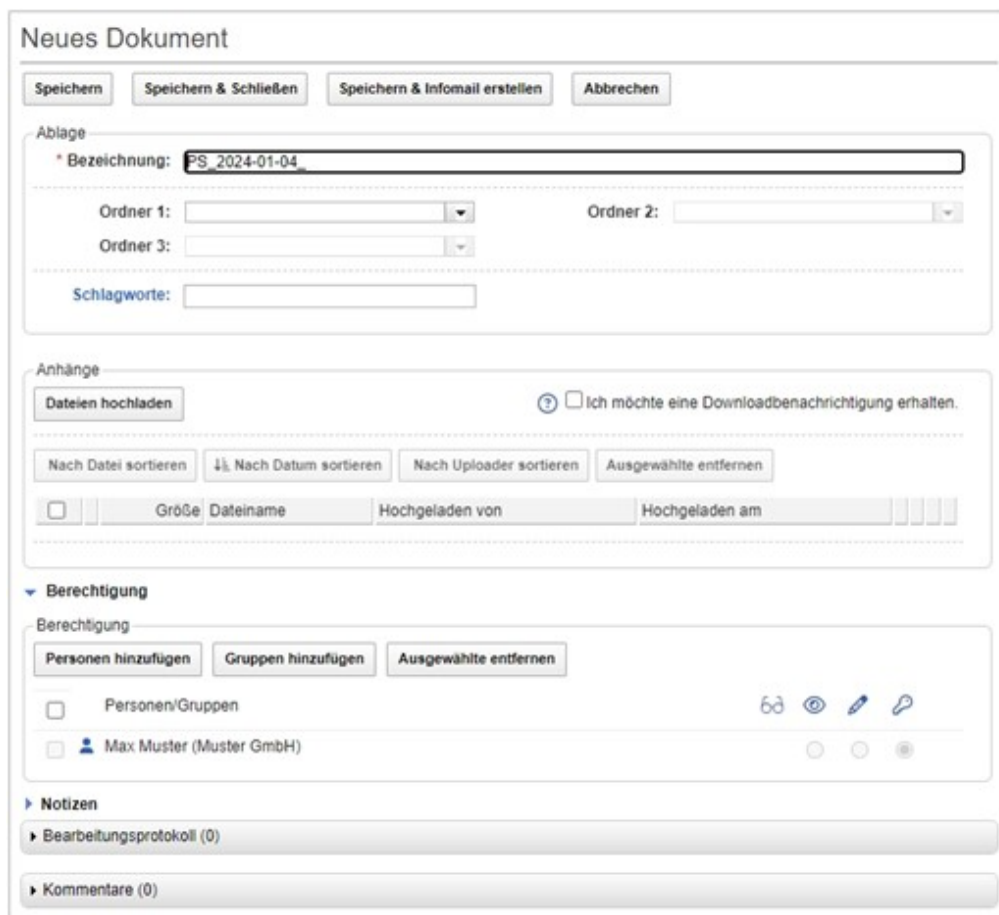 Neues Dokument
Speichern Speichern & Schließen Speichern & Infomail erstellen Abbrechen
Ablage
* Bezeichnung: PS_2024-01-04_
Ordner 1: Ordner 2:
Ordner 3:
Schlagworte:
Anhänge
Dateien hochladen ? Ich möchte eine Downloadbenachrichtigung erhalten.
Nach Datei sortieren Nach Datum sortieren Nach Uploader sortieren Ausgewählte entfernen
Größe Dateiname Hochgeladen von Hochgeladen am
Berechtigung
Berechtigung
Personen hinzufügen Gruppen hinzufügen Ausgewählte entfernen
Personen/Gruppen
Max Muster (Muster GmbH)
Notizen
Bearbeitungsprotokoll (0)
Kommentare (0)